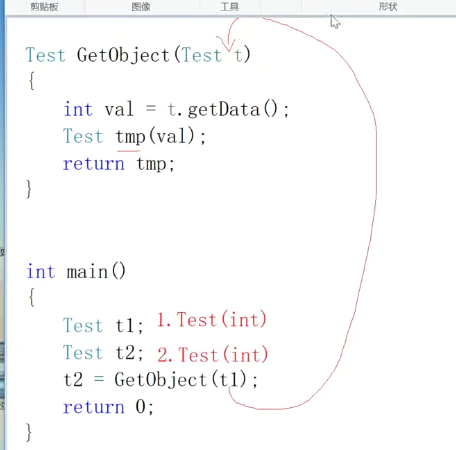 剪贴板 图像 工具 形状
Test GetObject(Test t)
{
int val = t.getData();
Test tmp(val);
return tmp;
}
int main()
{
Test t1; 1.Test(int)
Test t2; 2.Test(int)
t2 = GetObject(t1);
return 0;
}